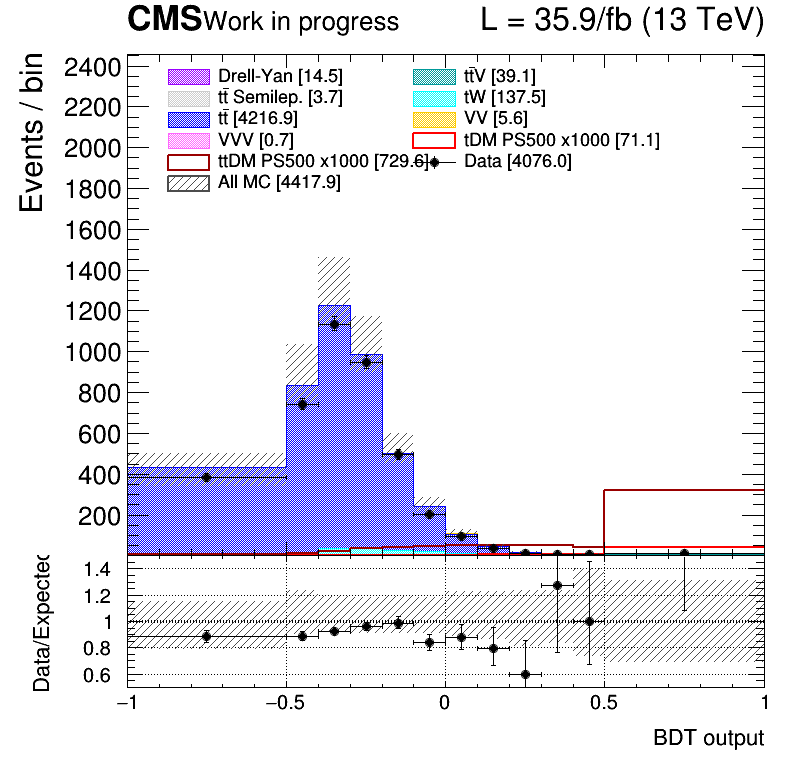 CMS Work in progress L = 35.9/fb (13 TeV)
Events / bin
2400
2200
2000
1800
1600
1400
1200
1000
800
600
400
200
Drell-Yan [14.5] tt̄V [39.1]
tt̄ Semilep. [3.7] tW [137.5]
tt̄ [4216.9] VV [5.6]
VVV [0.7] tDM PS500 x1000 [71.1]
ttDM PS500 x1000 [729.6] Data [4076.0]
All MC [4417.9]
Data/Expected
1.4
1.2
1
0.8
0.6
−1 −0.5 0 0.5 1
BDT output